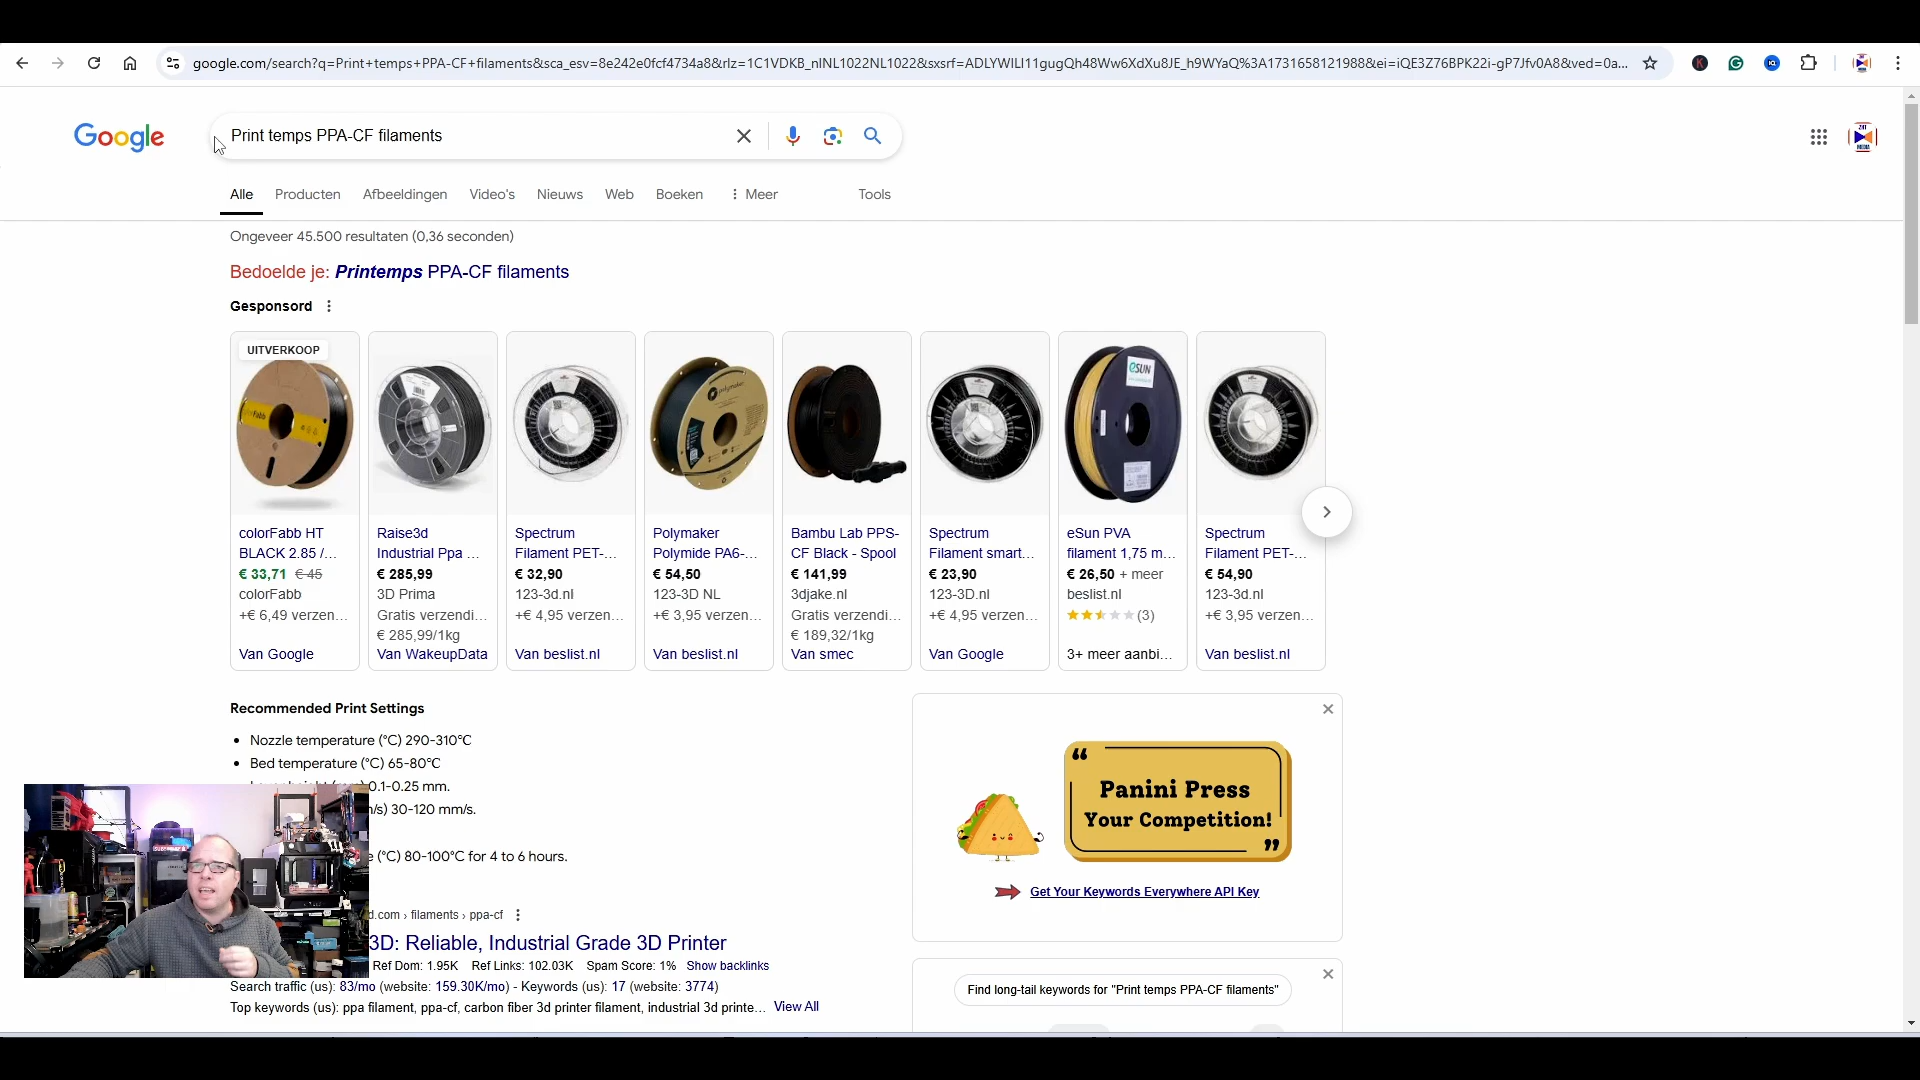 google.com/search?q=Print+temps+PPA-CF+filaments&sca_esv=8e242e0fcf4734a8&rlz=1C1VDKB_nlNL1022NL1022&sxsrf=ADLYWILI11gugQh48Ww6XdXu8JE_h9WYaQ%3A1731658121988&ei=iQE3Z76BPK22i-gP7Jfv0A8&ved=0a...
Google
Print temps PPA-CF filaments
Alle Producten Afbeeldingen Video's Nieuws Web Boeken Meer Tools
Ongeveer 45.500 resultaten (0,36 seconden)
Bedoelde je: Printemps PPA-CF filaments
Gesponsord
UITVERKOOP
colorFabb HT
BLACK 2.85 /...
€ 33,71 € 45
colorFabb
+€ 6,49 verzen...
Van Google
Raise3d
Industrial Ppa ...
€ 285,99
3D Prima
Gratis verzendi...
€ 285,99/1kg
Van WakeupData
Spectrum
Filament PET-...
€ 32,90
123-3d.nl
+€ 4,95 verzen...
Van beslist.nl
polymaker
Polymaker
Polymide PA6-...
€ 54,50
123-3D NL
+€ 3,95 verzen...
Van beslist.nl
Bambu Lab PPS-
CF Black - Spool
€ 141,99
3djake.nl
Gratis verzendi...
€ 189,32/1kg
Van smec
Spectrum
Filament smart...
€ 23,90
123-3D.nl
+€ 4,95 verzen...
Van Google
eSUN
eSun PVA
filament 1,75 m...
€ 26,50 + meer
beslist.nl
(3)
3+ meer aanbi...
Spectrum
Filament PET-...
€ 54,90
123-3d.nl
+€ 3,95 verzen...
Van beslist.nl
Recommended Print Settings
Nozzle temperature (°C) 290-310℃
Bed temperature (°C) 65-80℃
0.1-0.25 mm.
30-120 mm/s.
(°C) 80-100°C for 4 to 6 hours.
d.com › filaments › ppa-cf
3D: Reliable, Industrial Grade 3D Printer
Ref Dom: 1.95K Ref Links: 102.03K Spam Score: 1% Show backlinks
Search traffic (us): 83/mo (website: 159.30K/mo) - Keywords (us): 17 (website: 3774)
Top keywords (us): ppa filament, ppa-cf, carbon fiber 3d printer filament, industrial 3d printe... View All
“ Panini Press
Your Competition! ”
Get Your Keywords Everywhere API Key
Find long-tail keywords for "Print temps PPA-CF filaments"